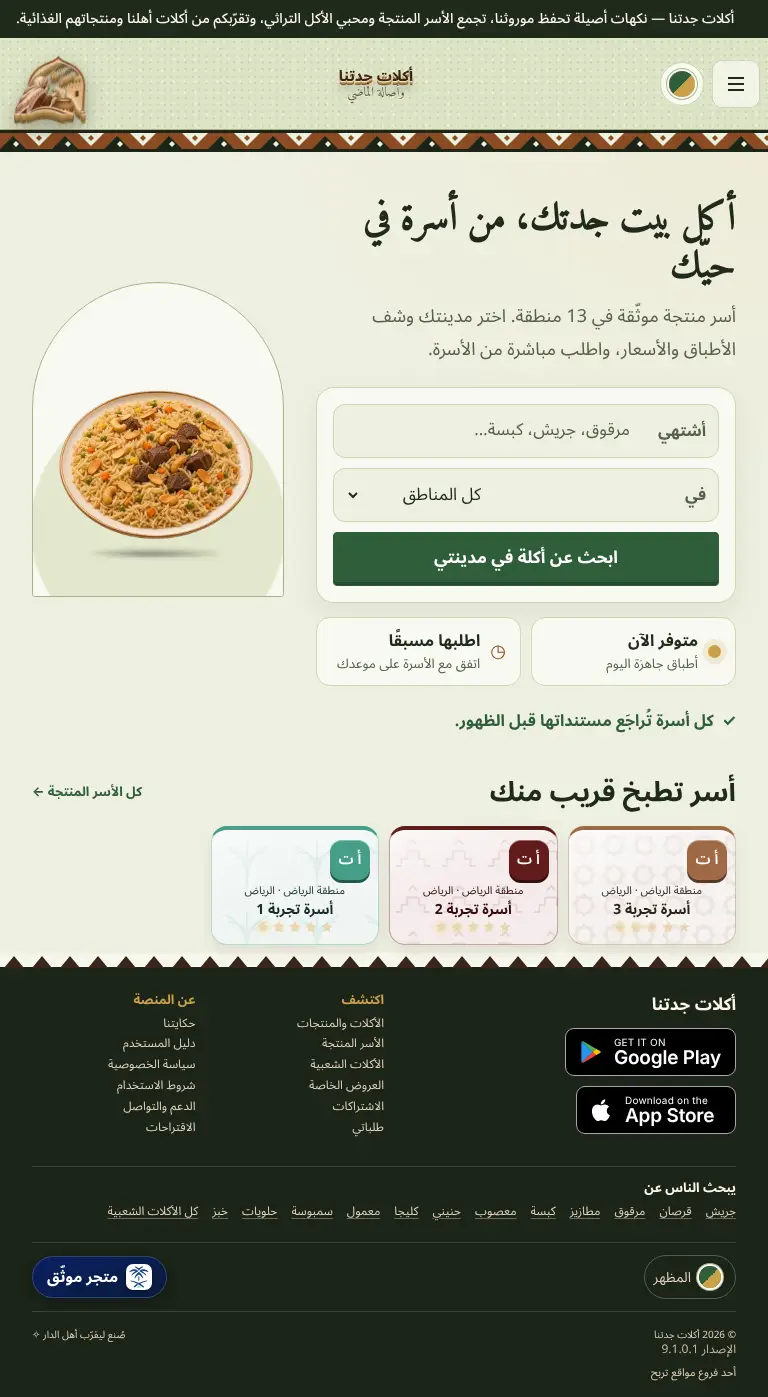 أكلات جدتنا — نكهات أصيلة تحفظ موروثنا، تجمع الأسر المنتجة ومحبي الأكل التراثي، وتقرّبكم من أكلات أهلنا ومنتجاتهم الغذائية.
أكلات جدتنا
وأصالة الماضي
أكل بيت جدتك، من أسرة في
حيّك
أسر منتجة موثّقة في 13 منطقة. اختر مدينتك وشف
الأطباق والأسعار، واطلب مباشرة من الأسرة.
أشتهي مرقوق، جريش، كبسة...
في كل المناطق
ابحث عن أكلة في مدينتي
متوفر الآن
أطباق جاهزة اليوم
اطلبها مسبقًا
اتفق مع الأسرة على موعدك
✓ كل أسرة تُراجَع مستنداتها قبل الظهور.
أسر تطبخ قريب منك
كل الأسر المنتجة ←
أ ت
منطقة الرياض · الرياض
أسرة تجربة 3
أ ت
منطقة الرياض · الرياض
أسرة تجربة 2
أ ت
منطقة الرياض · الرياض
أسرة تجربة 1
أكلات جدتنا
GET IT ON
Google Play
Download on the
App Store
اكتشف
الأكلات والمنتجات
الأسر المنتجة
الأكلات الشعبية
العروض الخاصة
الاشتراكات
طلباتي
عن المنصة
حكايتنا
دليل المستخدم
سياسة الخصوصية
شروط الاستخدام
الدعم والتواصل
الاقتراحات
يبحث الناس عن
جريش قرصان مرقوق مطازيز كبسة معصوب حنيني كليجا معمول سمبوسة حلويات خبز كل الأكلات الشعبية
المظهر
متجر موثّق
© 2026 أكلات جدتنا
الإصدار 9.1.0.1
أحد فروع مواقع تربح
صُنع ليقرّب أهل الدار ✧